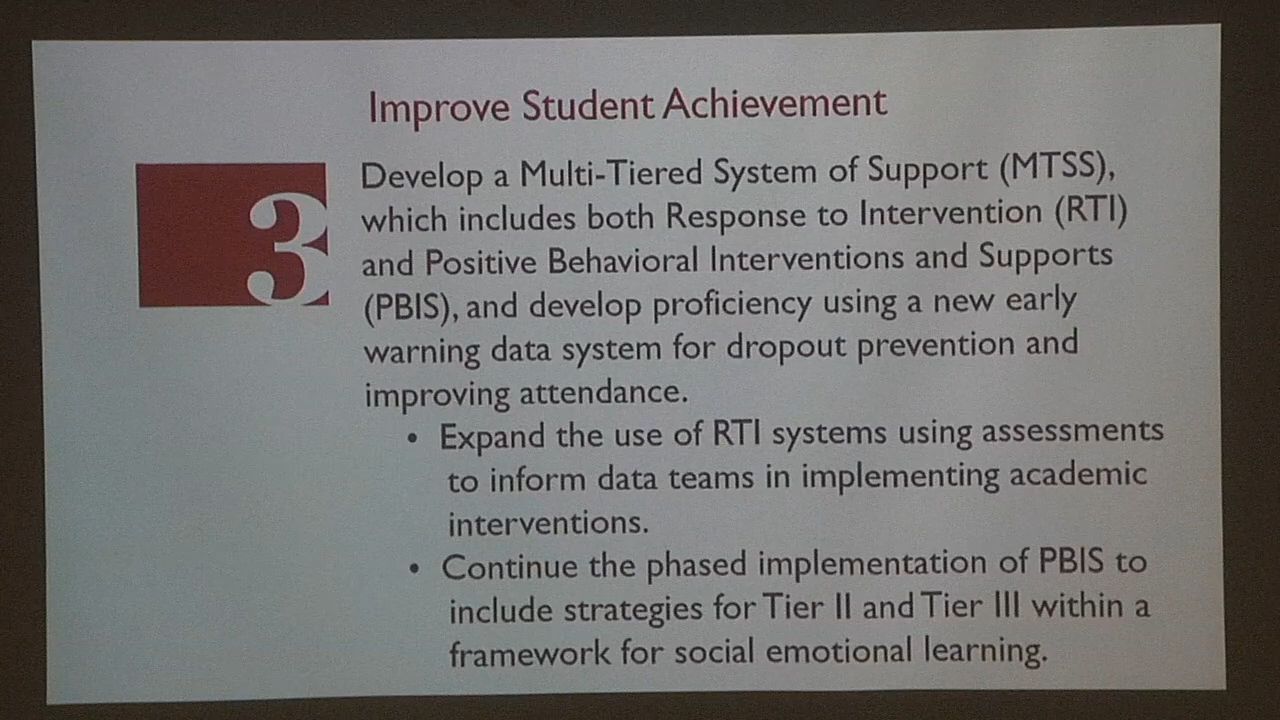 Improve Student Achievement
3
Develop a Multi-Tiered System of Support (MTSS),
which includes both Response to Intervention (RTI)
and Positive Behavioral Interventions and Supports
(PBIS), and develop proficiency using a new early
warning data system for dropout prevention and
improving attendance.
• Expand the use of RTI systems using assessments
to inform data teams in implementing academic
interventions.
• Continue the phased implementation of PBIS to
include strategies for Tier II and Tier III within a
framework for social emotional learning.